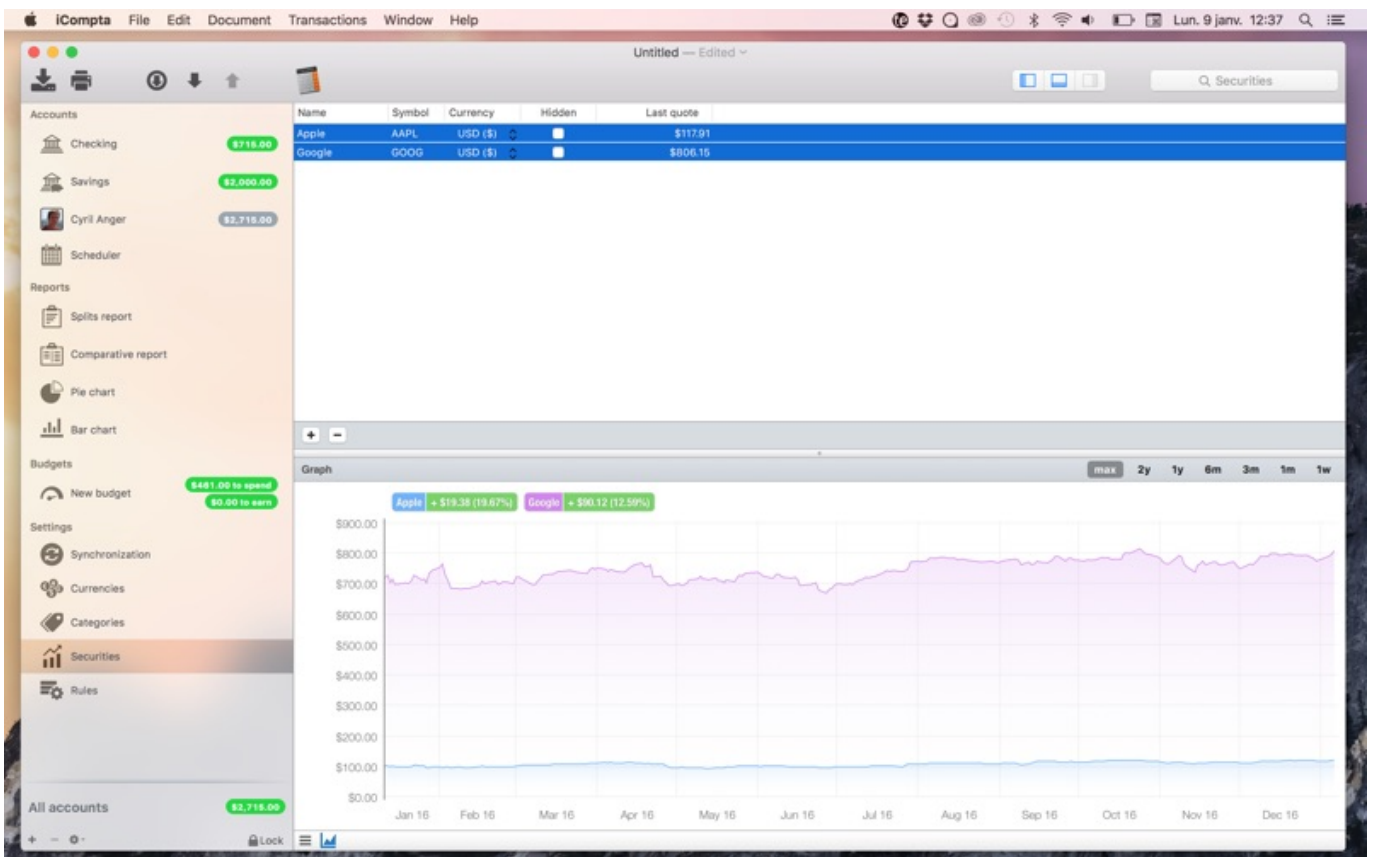 iCompta File Edit Document Transactions Window Help Lun. 9 janv. 12:37
Untitled — Edited
Securities
Accounts
Checking $715.00
Savings $2,000.00
Cyril Anger $2,715.00
Scheduler
Reports
Splits report
Comparative report
Pie chart
Bar chart
Budgets
New budget $461.00 to spend
$0.00 to earn
Settings
Synchronization
Currencies
Categories
Securities
Rules
All accounts $2,715.00
+ − Lock
Name Symbol Currency Hidden Last quote
Apple AAPL USD ($) $117.91
Google GOOG USD ($) $806.15
+ −
Graph max 2y 1y 6m 3m 1m 1w
Apple + $19.38 (19.67%) Google + $90.12 (12.59%)
$900.00
$800.00
$700.00
$600.00
$500.00
$400.00
$300.00
$200.00
$100.00
$0.00
Jan 16 Feb 16 Mar 16 Apr 16 May 16 Jun 16 Jul 16 Aug 16 Sep 16 Oct 16 Nov 16 Dec 16